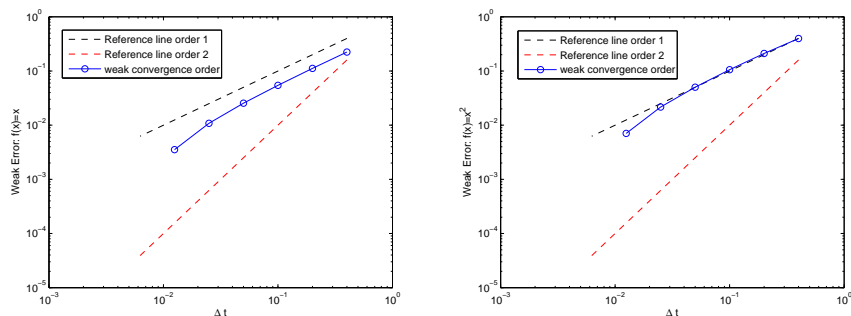 10^0
10^-1
10^-2
10^-3
10^-4
10^-5
Weak Error: f(x)=x
Reference line order 1
Reference line order 2
weak convergence order
10^-3
10^-2
10^-1
10^0
Δ t
10^0
10^-1
10^-2
10^-3
10^-4
10^-5
Weak Error: f(x)=x^2
Reference line order 1
Reference line order 2
weak convergence order
10^-3
10^-2
10^-1
10^0
Δ t